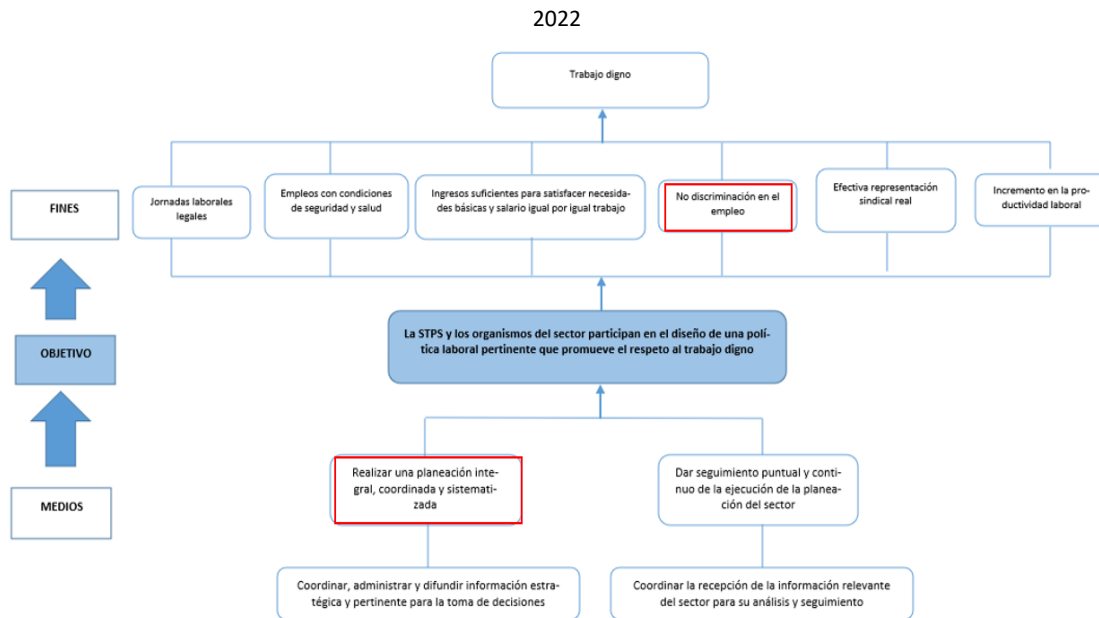 2022
Trabajo digno
FINES
Jornadas laborales
legales
Empleos con condiciones
de seguridad y salud
Ingresos suficientes para satisfacer necesida-
des básicas y salario igual por igual trabajo
No discriminación en el
empleo
Efectiva representación
sindical real
Incremento en la pro-
ductividad laboral
OBJETIVO
La STPS y los organismos del sector participan en el diseño de una polí-
tica laboral pertinente que promueve el respeto al trabajo digno
MEDIOS
Realizar una planeación inte-
gral, coordinada y sistemati-
zada
Dar seguimiento puntual y conti-
nuo de la ejecución de la planea-
ción del sector
Coordinar, administrar y difundir información estra-
tégica y pertinente para la toma de decisiones
Coordinar la recepción de la información relevante
del sector para su análisis y seguimiento